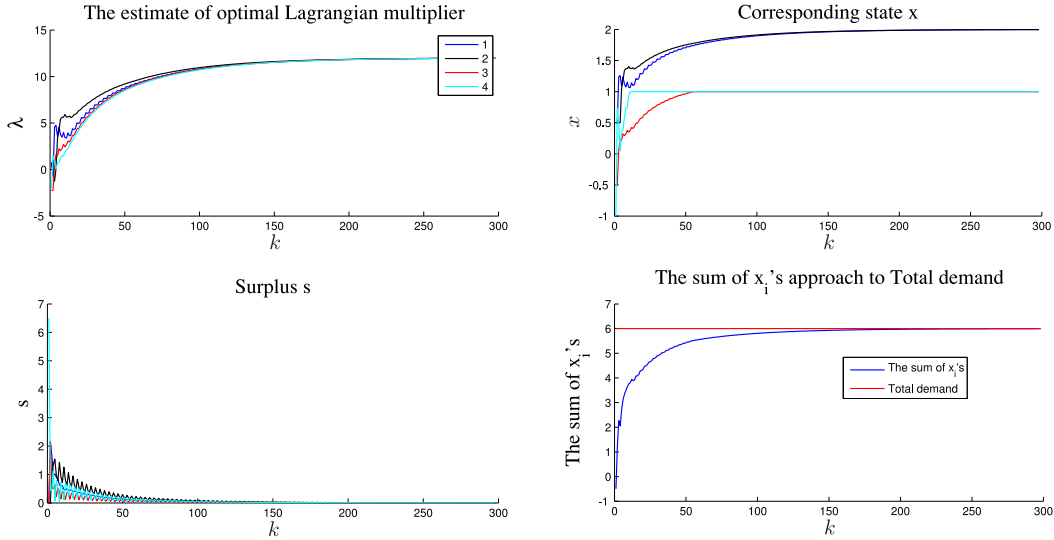 The estimate of optimal Lagrangian multiplier
15
10
5
0
-5
λ
0 50 100 150 200 250 300
k
1
2
3
4
Corresponding state x
2
1.5
1
0.5
0
-0.5
-1
x
0 50 100 150 200 250 300
k
Surplus s
7
6
5
4
3
2
1
0
s
0 50 100 150 200 250 300
k
The sum of xi's approach to Total demand
7
6
5
4
3
2
1
0
-1
The sum of xi's
0 50 100 150 200 250 300
k
The sum of xi's
Total demand